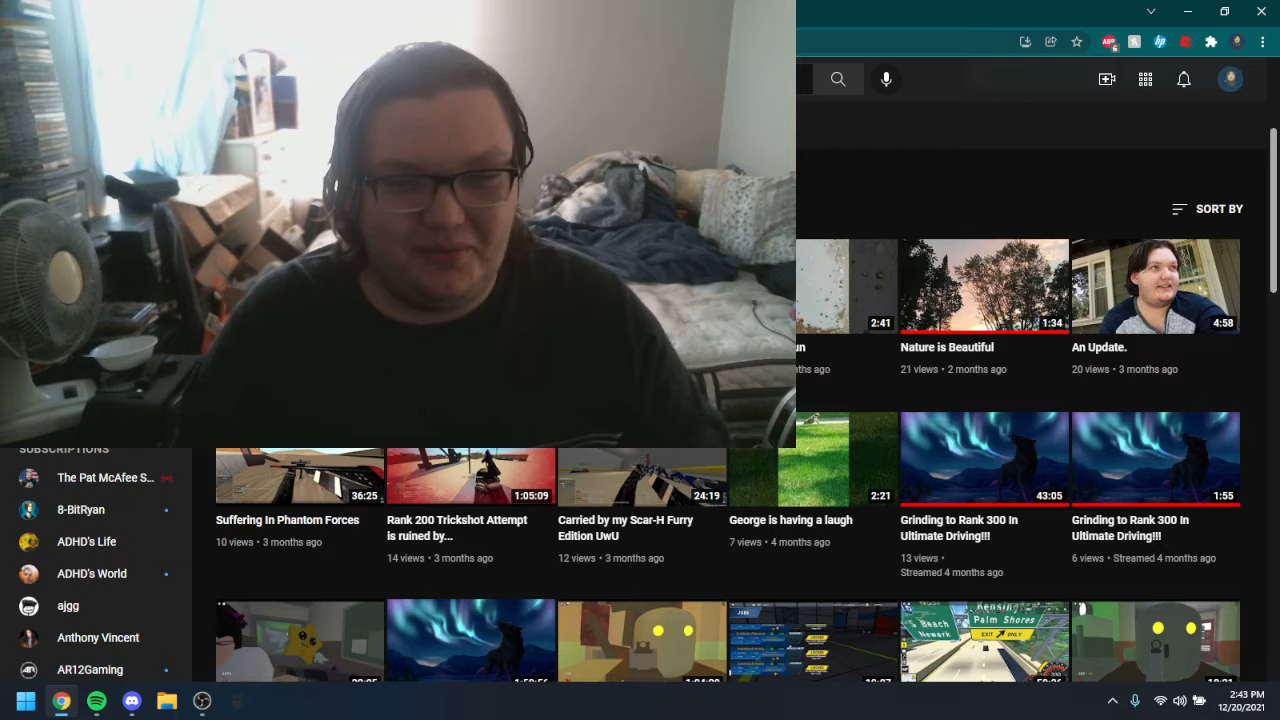 SORT BY
2:41
1:34
4:58
un
Nature is Beautiful
An Update.
ths ago
21 views • 2 months ago
20 views • 3 months ago
SUBSCRIPTIONS
The Pat McAfee S...
8-BitRyan
ADHD's Life
ADHD's World
ajgg
Anthony Vincent
36:25
1:05:09
24:19
2:21
43:05
1:55
Suffering In Phantom Forces
Rank 200 Trickshot Attempt
is ruined by...
Carried by my Scar-H Furry
Edition UwU
George is having a laugh
Grinding to Rank 300 In
Ultimate Driving!!!
Grinding to Rank 300 In
Ultimate Driving!!!
10 views • 3 months ago
14 views • 3 months ago
12 views • 3 months ago
7 views • 4 months ago
13 views •
Streamed 4 months ago
6 views • Streamed 4 months ago
S Beach
Newark
Palm Shores
EXIT ONLY
2:43 PM
12/20/2021